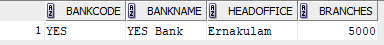 BANKCODE BANKNAME HEADOFFICE BRANCHES
1 YES YES Bank Ernakulam 5000